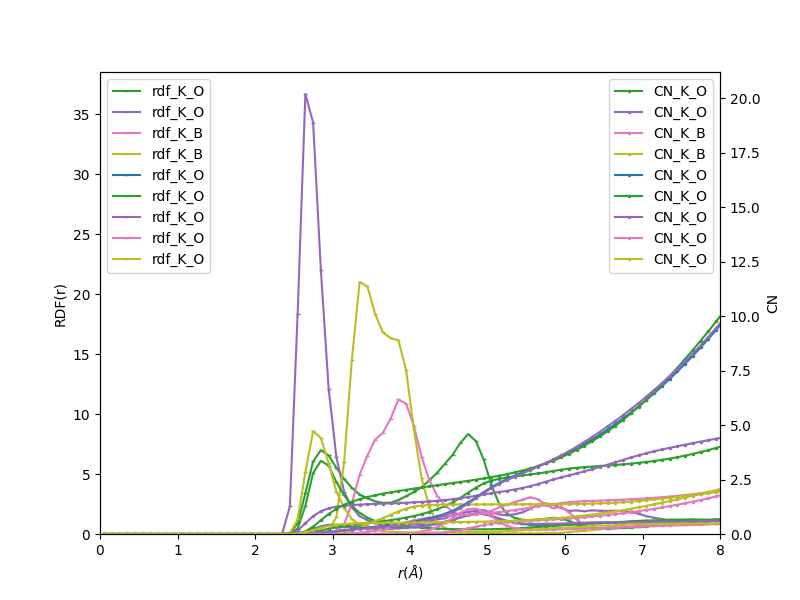 rdf_K_O
rdf_K_O
rdf_K_B
rdf_K_B
rdf_K_O
rdf_K_O
rdf_K_O
rdf_K_O
rdf_K_O
CN_K_O
CN_K_O
CN_K_B
CN_K_B
CN_K_O
CN_K_O
CN_K_O
CN_K_O
CN_K_O
35
30
25
20
15
10
5
0
RDF(r)
20.0
17.5
15.0
12.5
10.0
7.5
5.0
2.5
0.0
CN
0 1 2 3 4 5 6 7 8
r(Å)